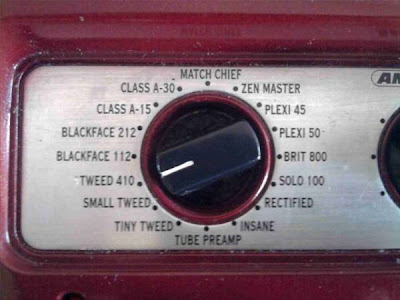 MATCH CHIEF
CLASS A-30
ZEN MASTER
CLASS A-15
PLEXI 45
BLACKFACE 212
PLEXI 50
BLACKFACE 112
BRIT 800
TWEED 410
SOLO 100
SMALL TWEED
RECTIFIED
TINY TWEED
INSANE
TUBE PREAMP